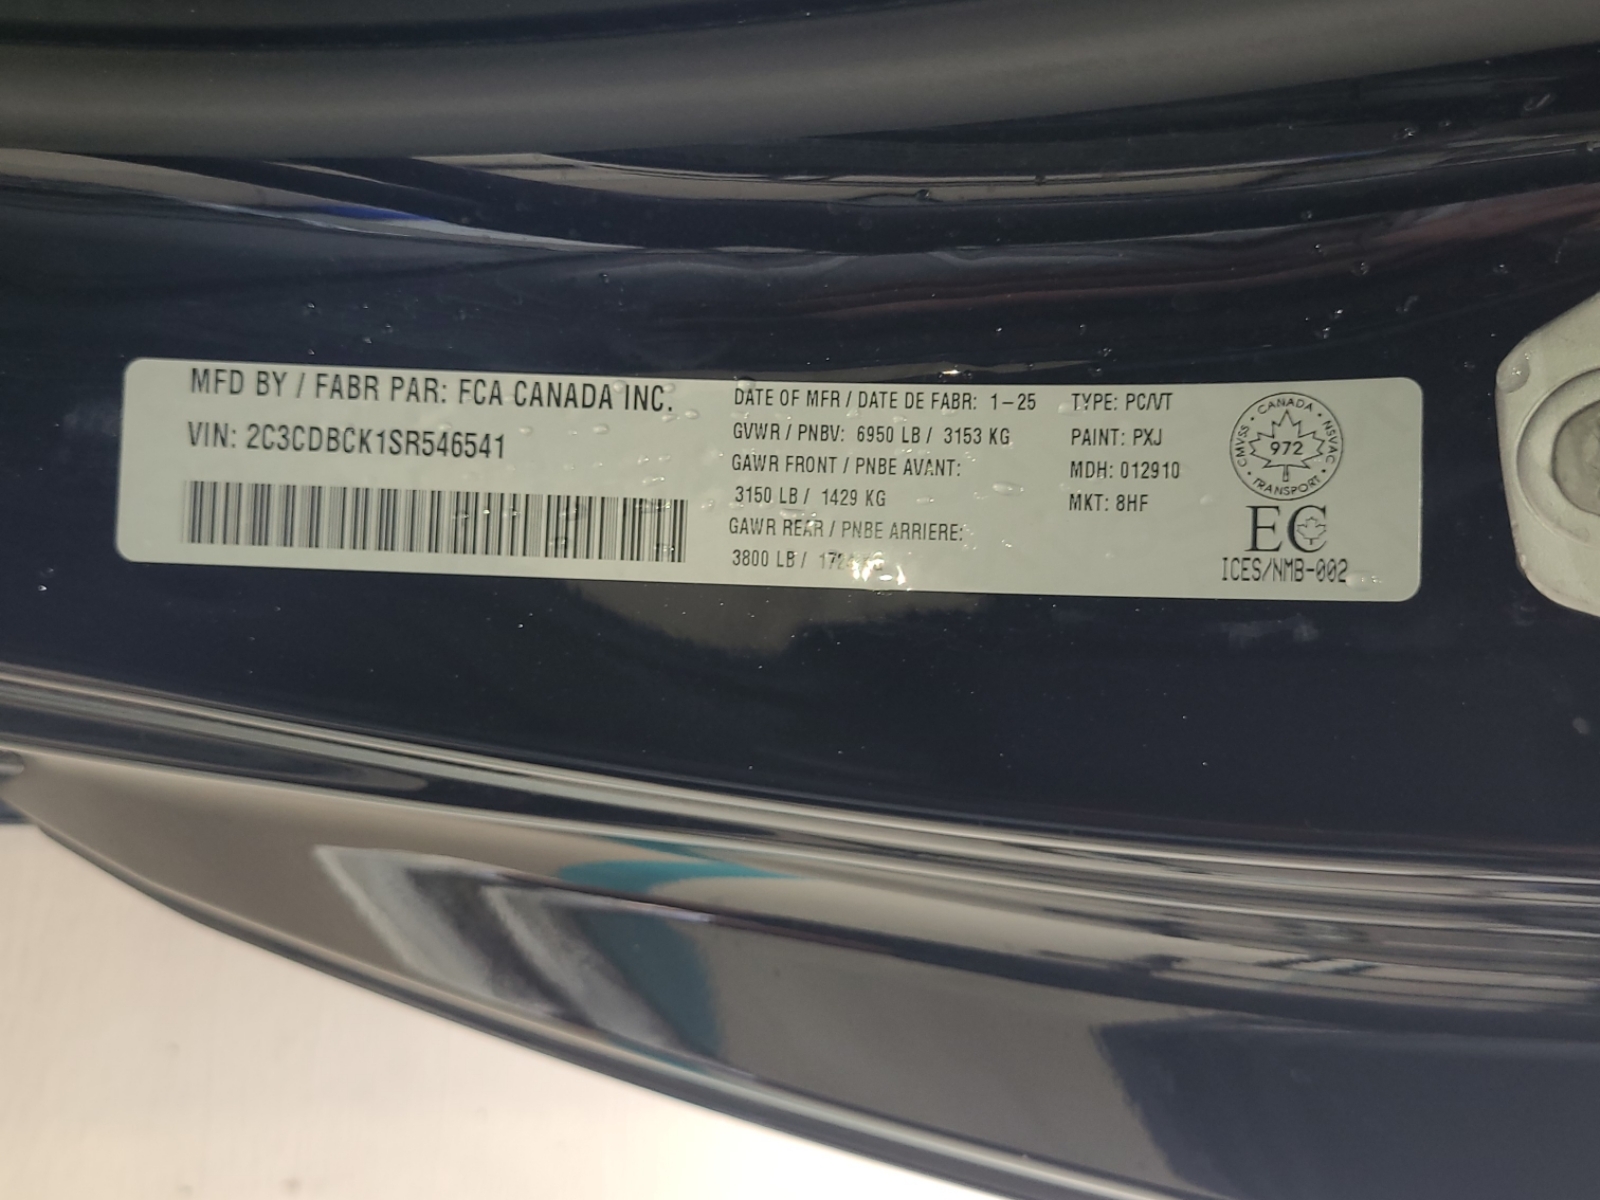 MFD BY / FABR PAR: FCA CANADA INC.
VIN: 2C3CDBCK1SR546541
DATE OF MFR / DATE DE FABR: 1-25
GVWR / PNBV: 6950 LB / 3153 KG
GAWR FRONT / PNBE AVANT:
3150 LB / 1429 KG
GAWR REAR / PNBE ARRIERE:
3800 LB /
TYPE: PC/VT
PAINT: PXJ
MDH: 012910
MKT: 8HF
CANADA
CMVSS
NSVAC
972
TRANSPORT
EC
ICES/NMB-002